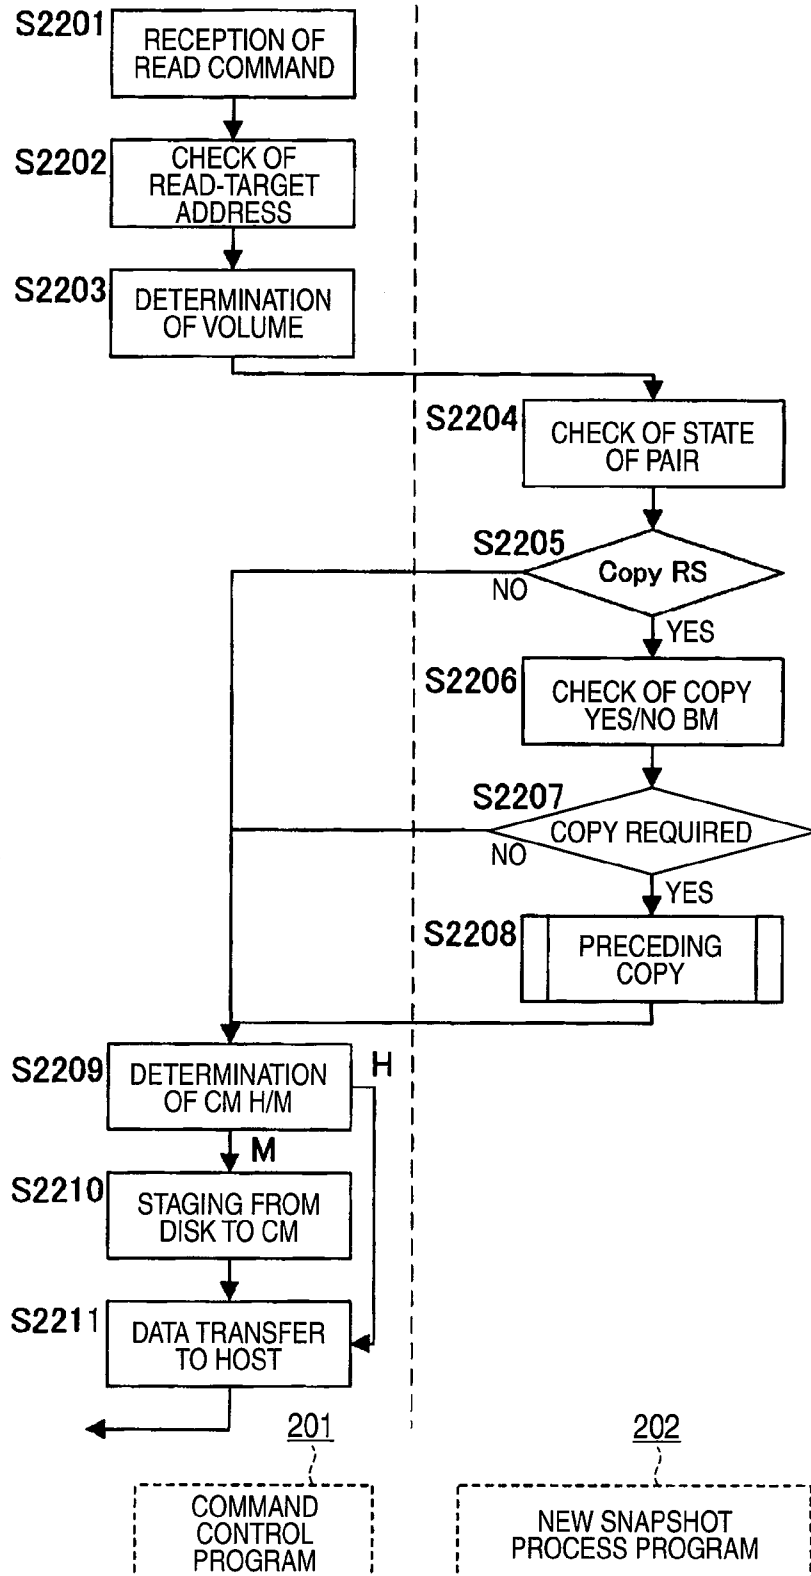 S2201
RECEPTION OF
READ COMMAND
S2202
CHECK OF
READ-TARGET
ADDRESS
S2203
DETERMINATION
OF VOLUME
S2204
CHECK OF STATE
OF PAIR
S2205
Copy RS
NO
YES
S2206
CHECK OF COPY
YES/NO BM
S2207
COPY REQUIRED
NO
YES
S2208
PRECEDING
COPY
S2209
DETERMINATION
OF CM H/M
H
M
S2210
STAGING FROM
DISK TO CM
S2211
DATA TRANSFER
TO HOST
201
COMMAND
CONTROL
PROGRAM
202
NEW SNAPSHOT
PROCESS PROGRAM